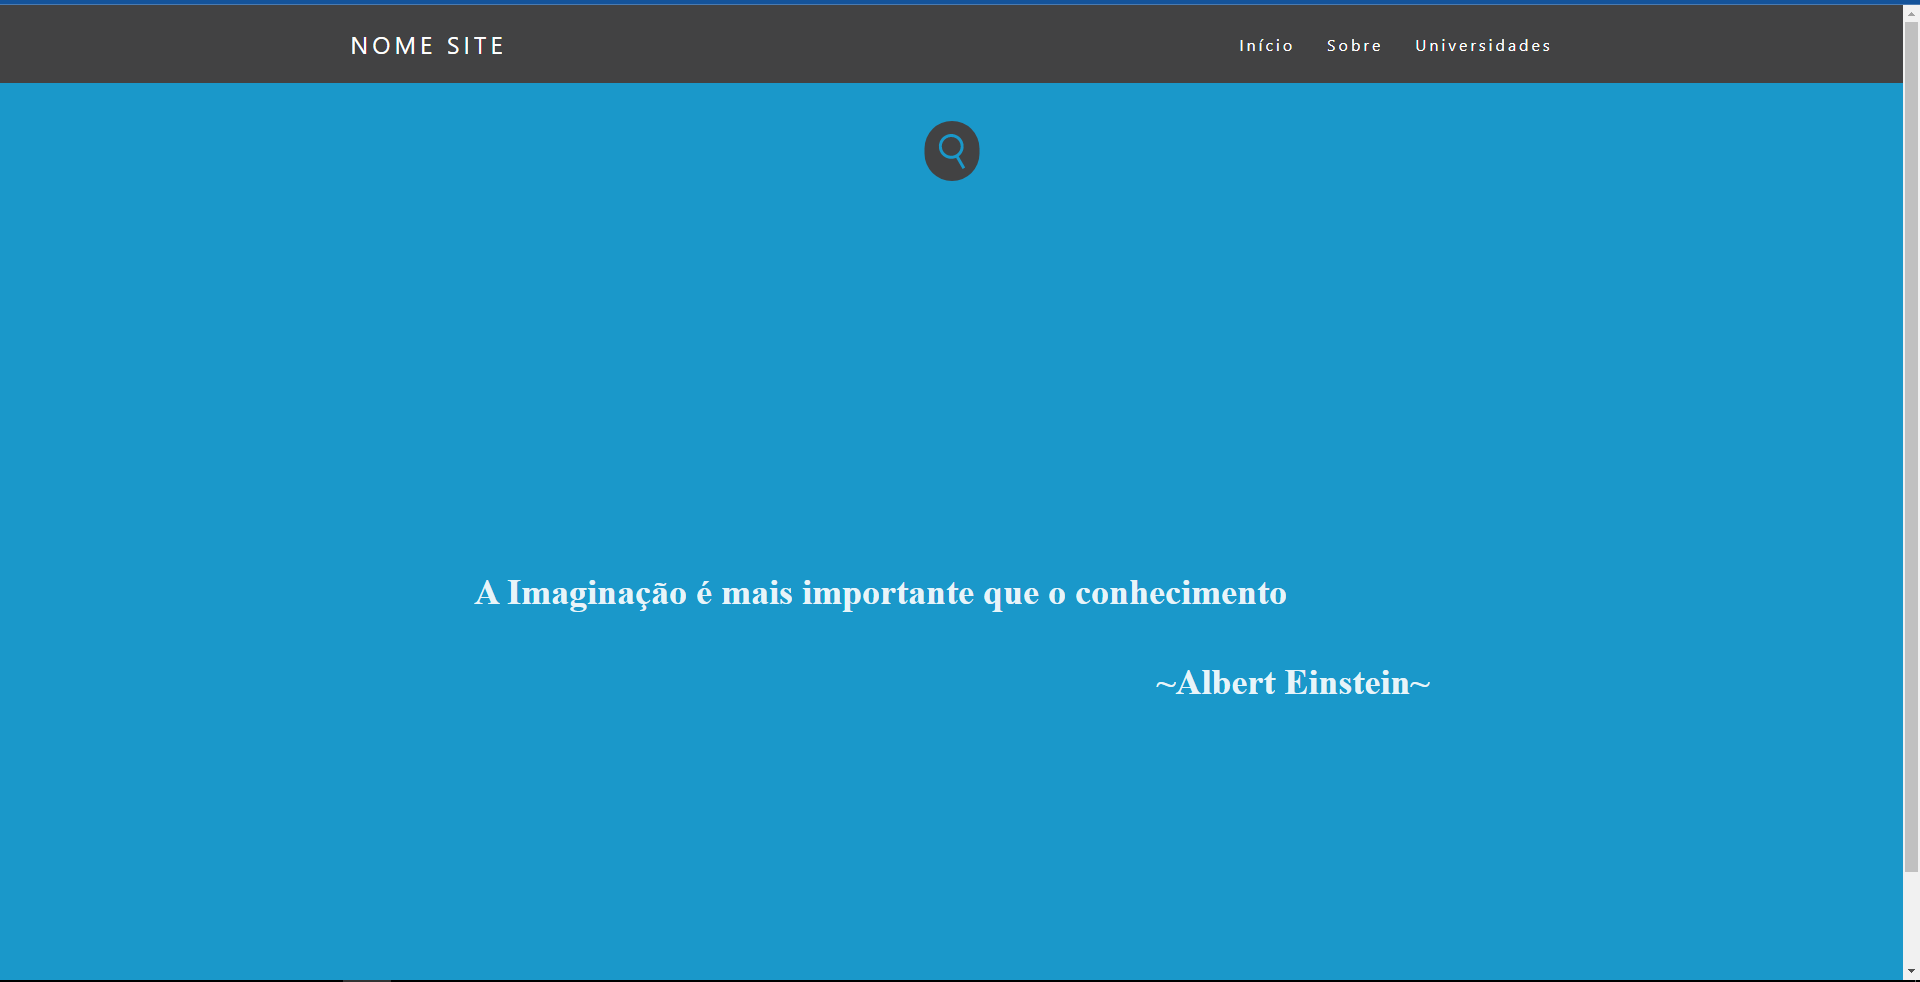 NOME SITE
Início Sobre Universidades
A Imaginação é mais importante que o conhecimento
~Albert Einstein~